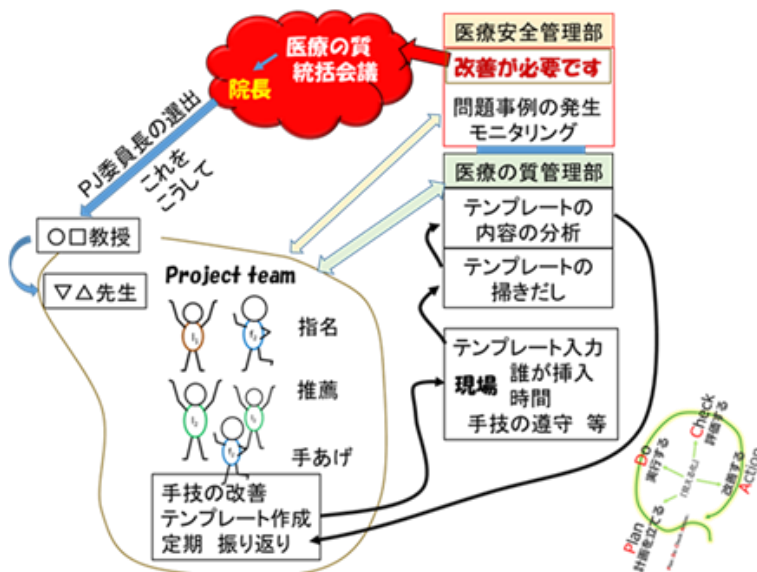 医療安全管理部
改善が必要です
問題事例の発生
モニタリング
医療の質
統括会議
院長
PJ委員長の選出
これを
こうして
〇□教授
▽△先生
医療の質管理部
テンプレートの
内容の分析
テンプレートの
掃きだし
テンプレート入力
現場 誰が挿入
時間
手技の遵守 等
Project team
指名
推薦
手あげ
手技の改善
テンプレート作成
定期 振り返り
Plan
計画を立てる
Do
実行する
Check
評価する
Action
改善する